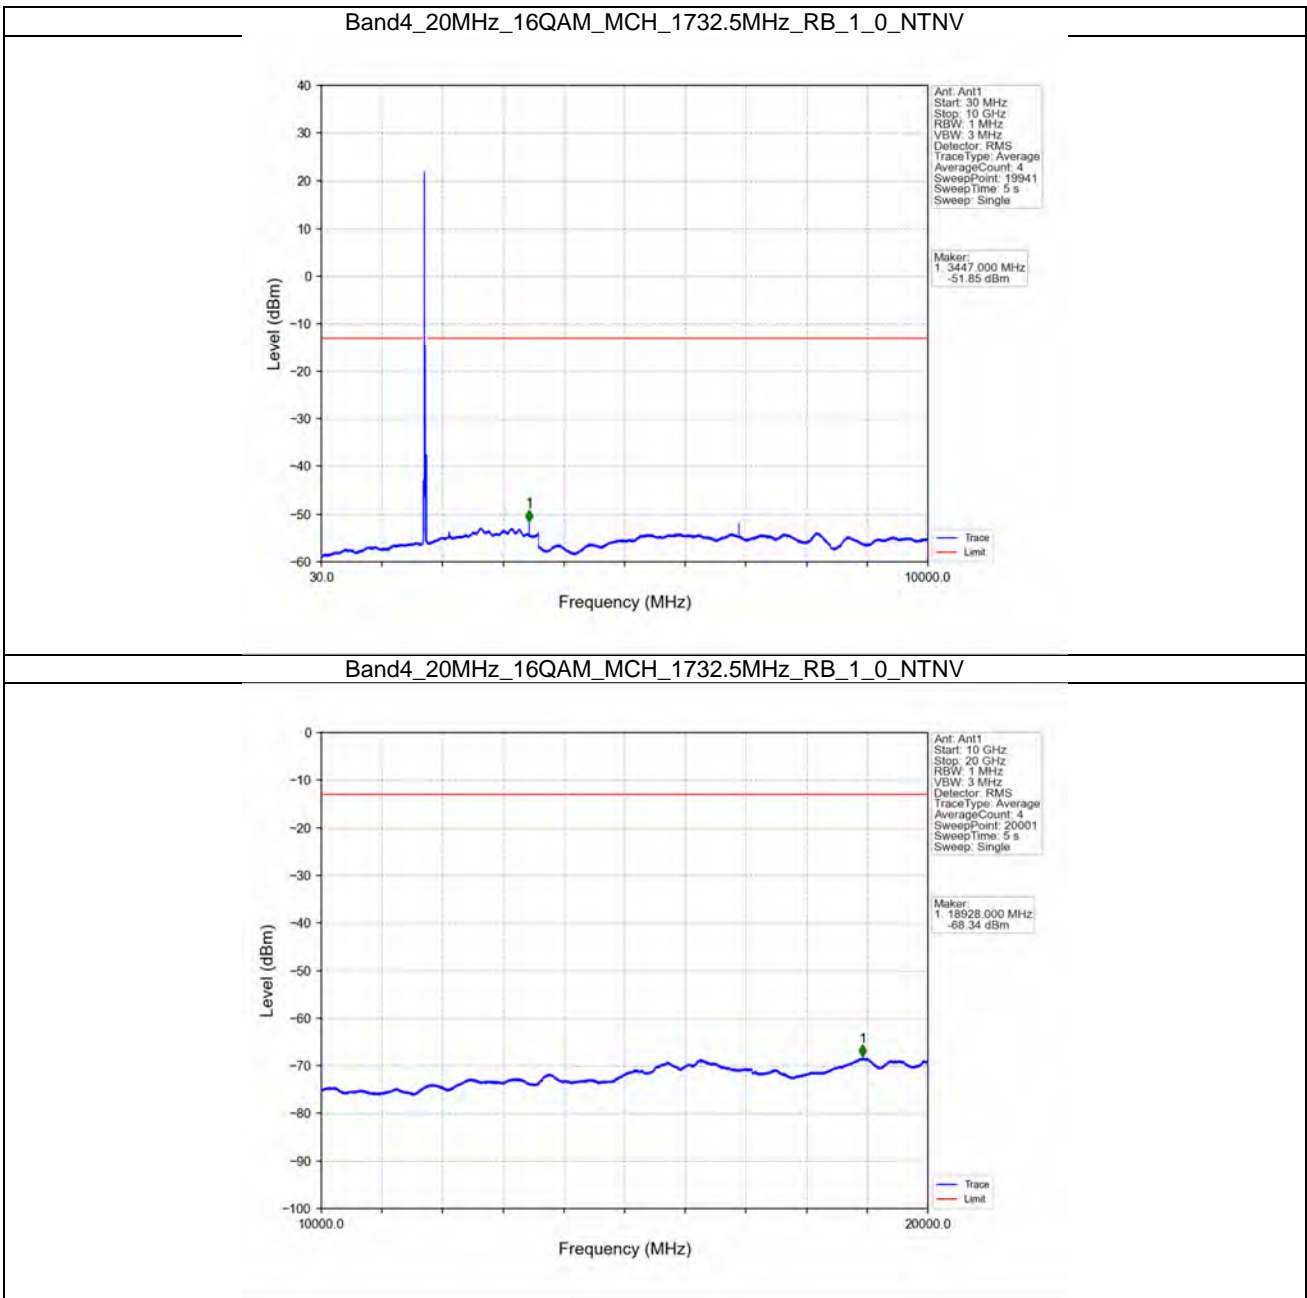 Band4_20MHz_16QAM_MCH_1732.5MHz_RB_1_0_NTNV
40
30
20
10
0
−10
−20
−30
−40
−50
−60
Level (dBm)
1
30.0
10000.0
Frequency (MHz)
Ant: Ant1
Start: 30 MHz
Stop: 10 GHz
RBW: 1 MHz
VBW: 3 MHz
Detector: RMS
TraceType: Average
AverageCount: 4
SweepPoint: 19941
SweepTime: 5 s
Sweep: Single
Maker:
1. 3447.000 MHz
-51.85 dBm
Trace
Limit
Band4_20MHz_16QAM_MCH_1732.5MHz_RB_1_0_NTNV
0
−10
−20
−30
−40
−50
−60
−70
−80
−90
−100
Level (dBm)
1
10000.0
20000.0
Frequency (MHz)
Ant: Ant1
Start: 10 GHz
Stop: 20 GHz
RBW: 1 MHz
VBW: 3 MHz
Detector: RMS
TraceType: Average
AverageCount: 4
SweepPoint: 20001
SweepTime: 5 s
Sweep: Single
Maker:
1. 18928.000 MHz
-68.34 dBm
Trace
Limit